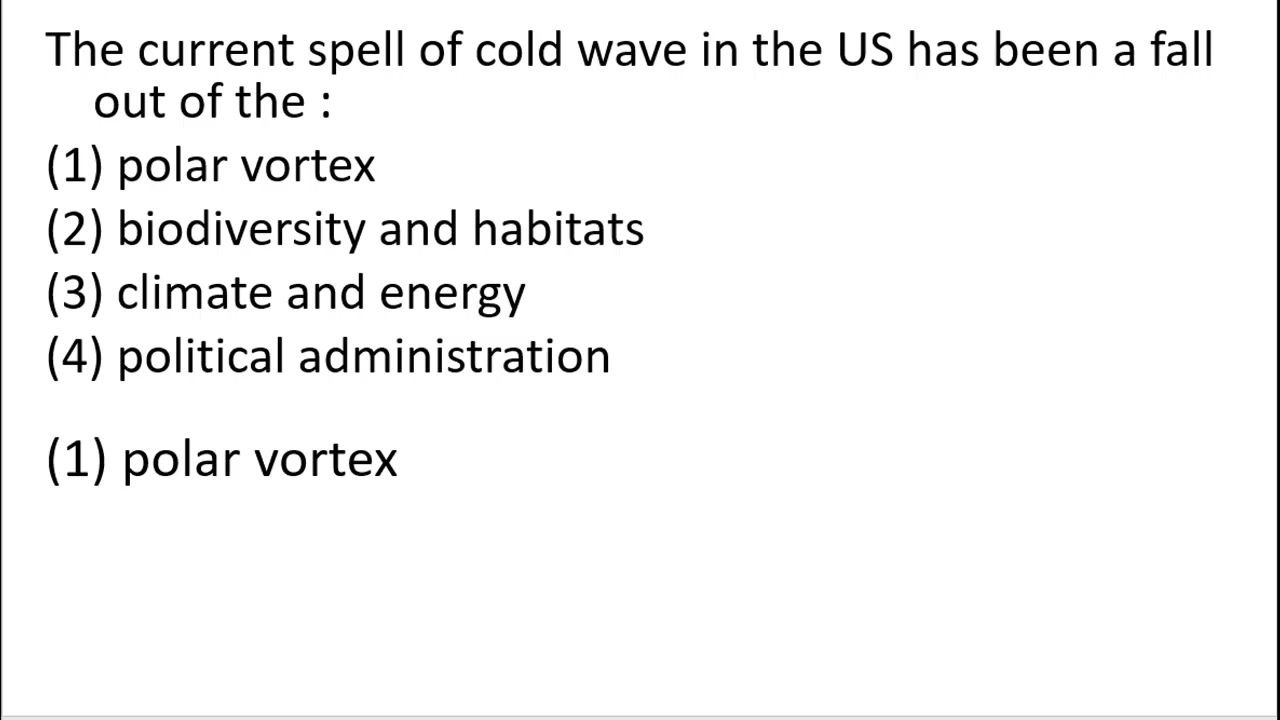 The current spell of cold wave in the US has been a fall
out of the :
(1) polar vortex
(2) biodiversity and habitats
(3) climate and energy
(4) political administration
(1) polar vortex